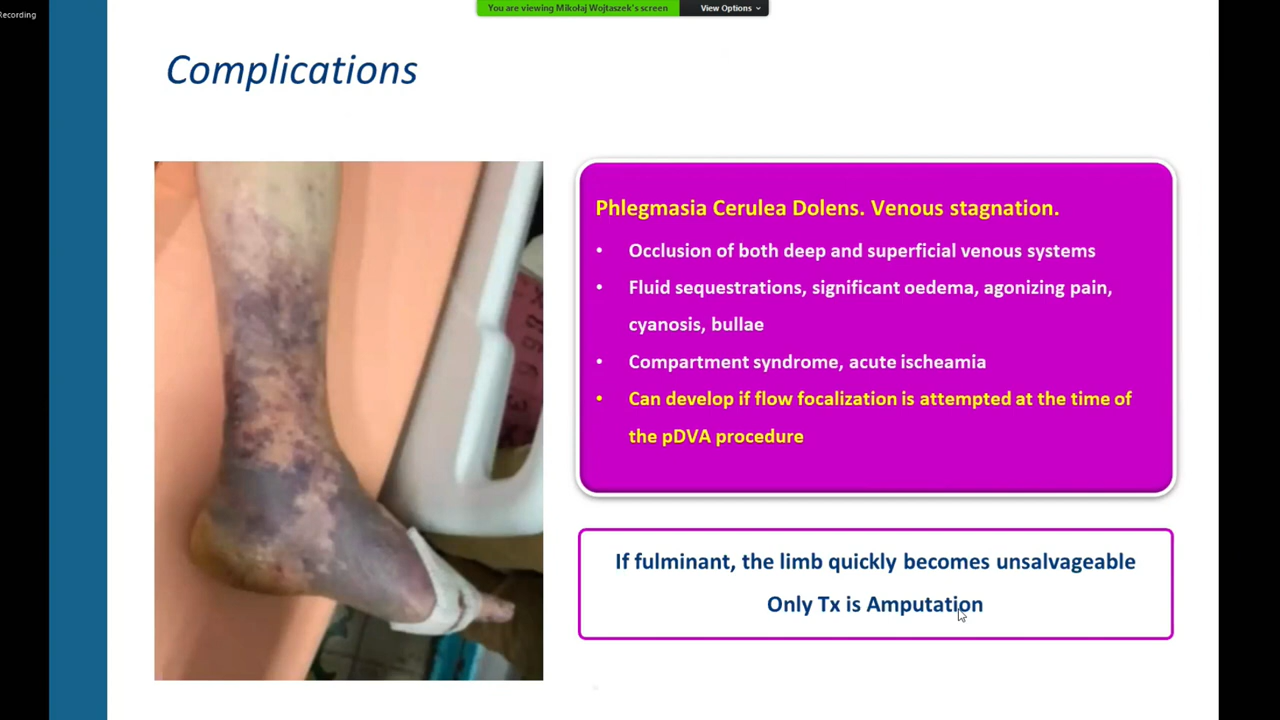 Recording
You are viewing Mikołaj Wojtaszek's screen
View Options
Complications
Phlegmasia Cerulea Dolens. Venous stagnation.
• Occlusion of both deep and superficial venous systems
• Fluid sequestrations, significant oedema, agonizing pain,
cyanosis, bullae
• Compartment syndrome, acute ischeamia
• Can develop if flow focalization is attempted at the time of
the pDVA procedure
If fulminant, the limb quickly becomes unsalvageable
Only Tx is Amputation